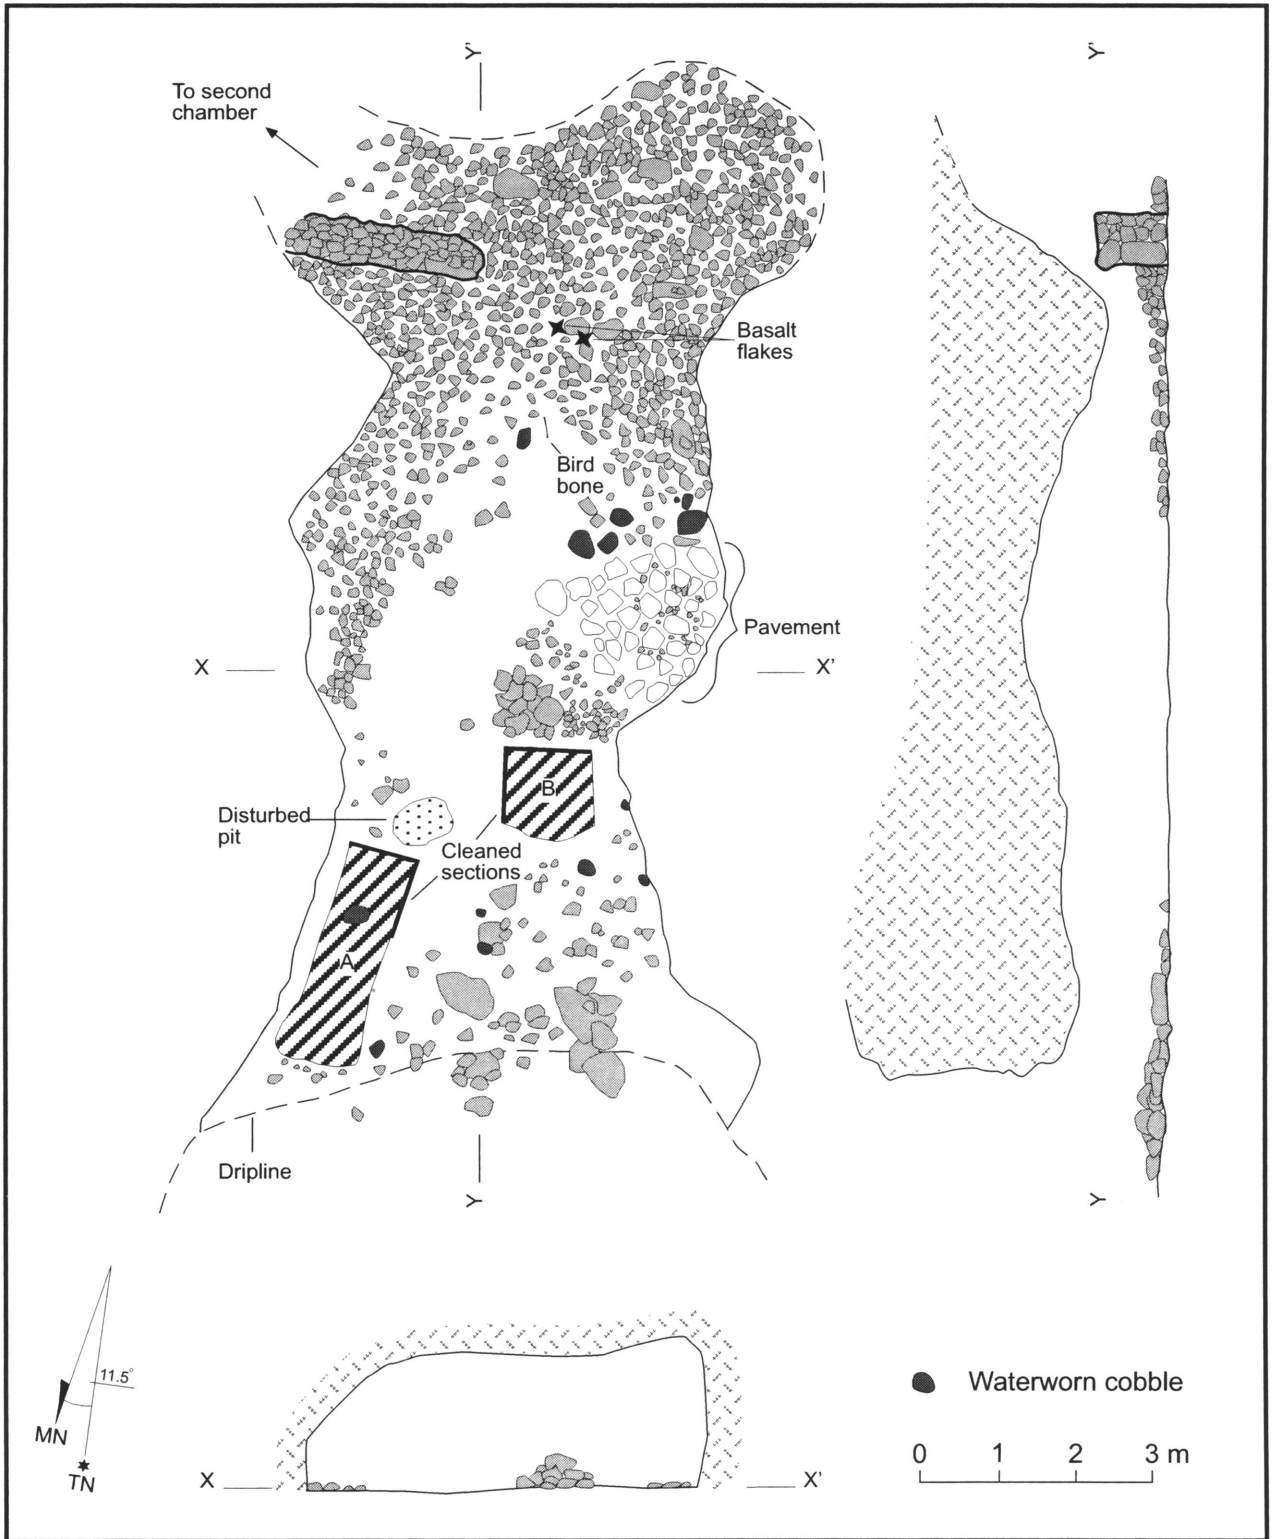 Y'
Y'
To second
chamber
Basalt
flakes
Bird
bone
Pavement
X
X'
B
Disturbed
pit
Cleaned
sections
A
Dripline
Y
Y
11.5°
MN
TN
X
X'
Waterworn cobble
0 1 2 3 m